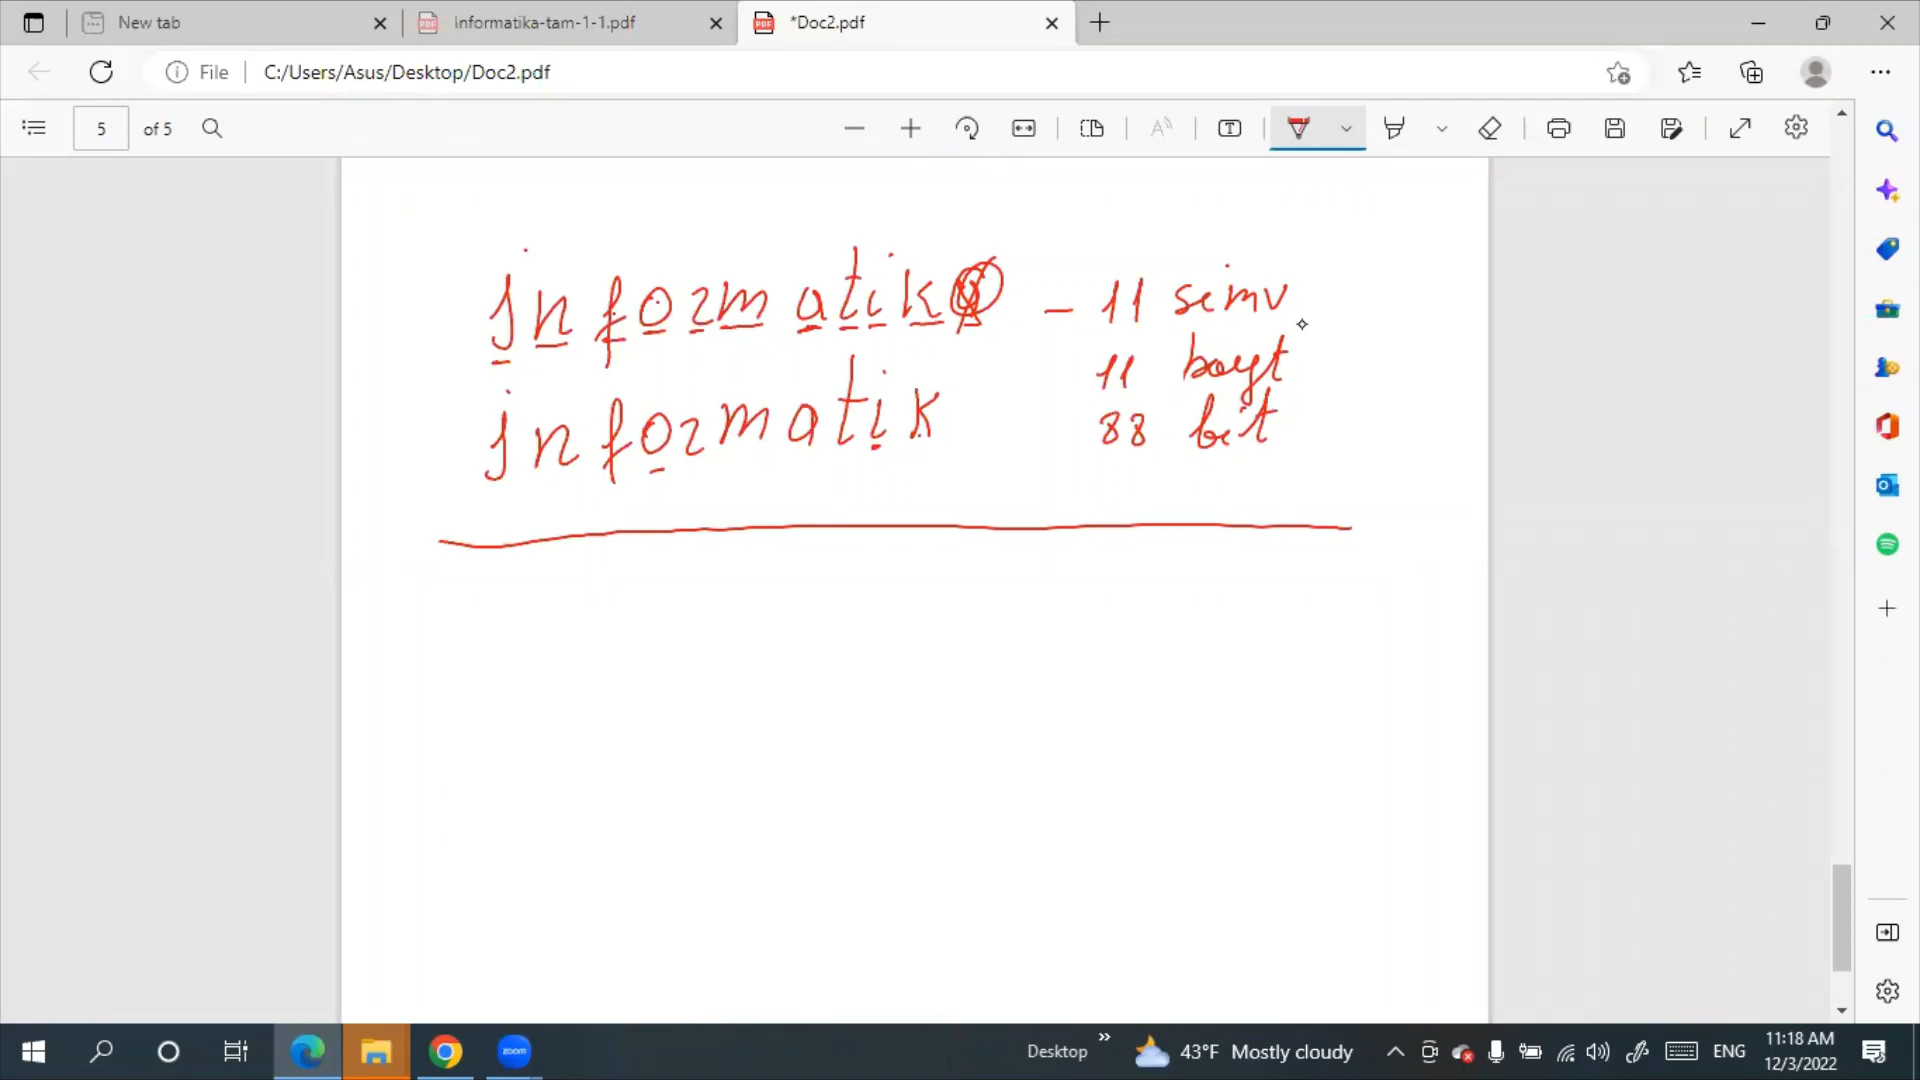 New tab
Informatika-tam-1-1.pdf
*Doc2.pdf
File
C:/Users/Asus/Desktop/Doc2.pdf
5
of 5
informatika – 11 simv
11 bayt
informatik
88 bit
zoom
Desktop
43°F Mostly cloudy
ENG
11:18 AM
12/3/2022